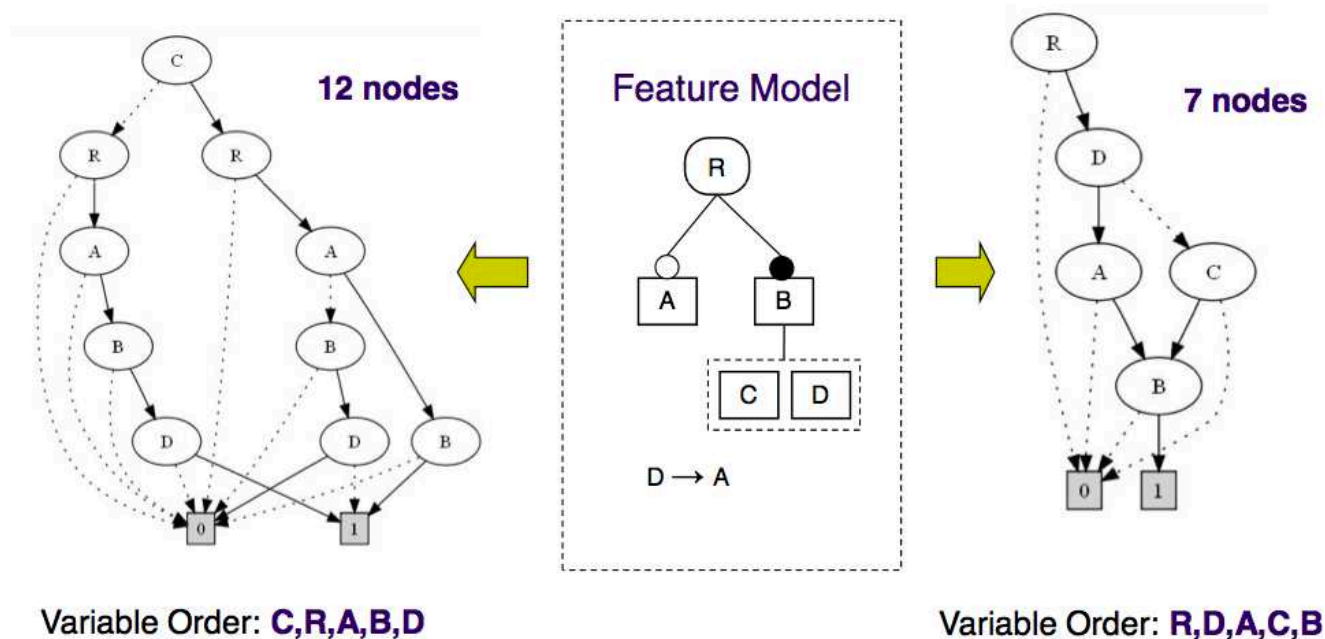 C
12 nodes
R
R
A
A
B
B
D
D
B
0
1
Variable Order: C,R,A,B,D
Feature Model
R
A
B
C
D
D → A
R
7 nodes
D
A
C
B
0
1
Variable Order: R,D,A,C,B